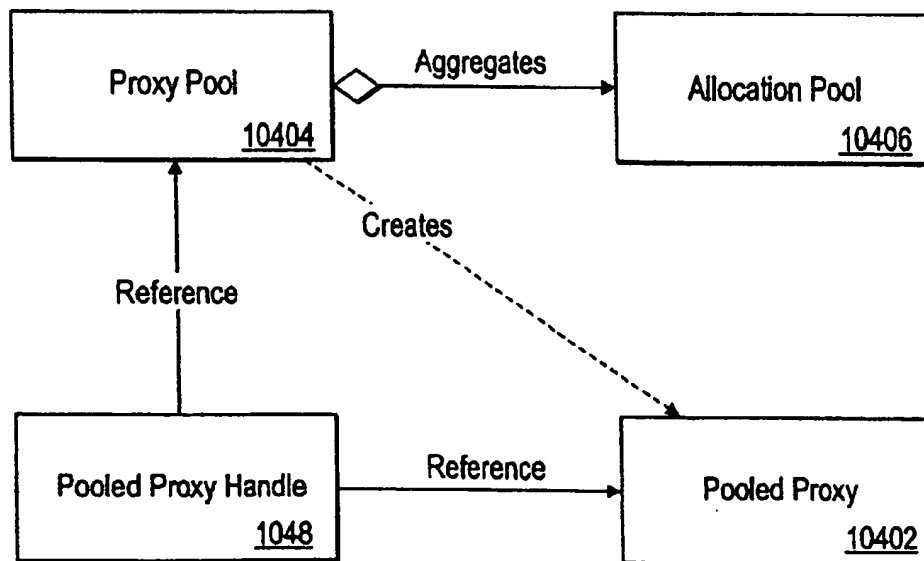 Proxy Pool
10404
Aggregates
Allocation Pool
10406
Creates
Reference
Pooled Proxy Handle
1048
Reference
Pooled Proxy
10402